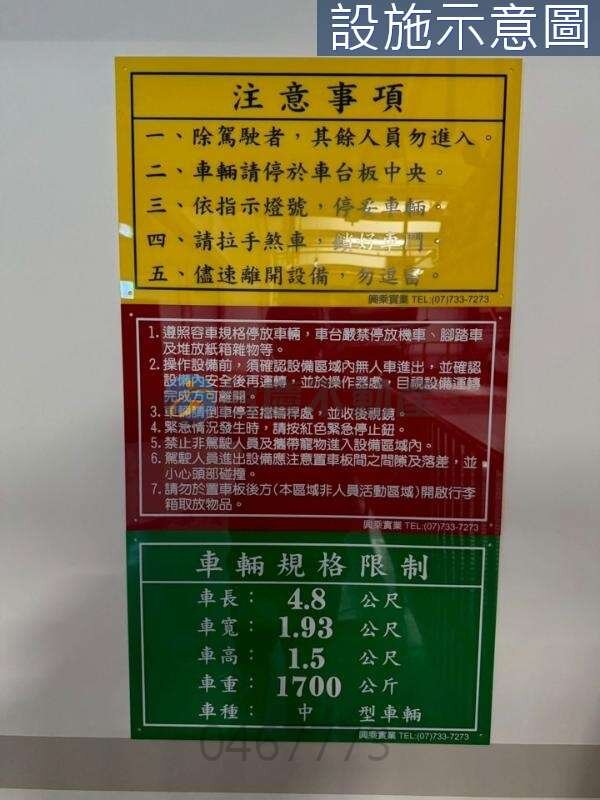 設施示意圖
注意事項
一、除駕駛者，其餘人員勿進入。
二、車輛請停於車台板中央。
三、依指示燈號，停妥車輛。
四、請拉手煞車，鎖好車門。
五、儘速離開設備，勿逗留。
興乘實業 TEL:(07)733-7273
1. 遵照容車規格停放車輛，車台嚴禁停放機車、腳踏車
及堆放紙箱雜物等。
2. 操作設備前，須確認設備區域內無人車進出，並確認
設備內安全後再運轉，並於操作器處，目視設備運轉
完成方可離開。
3. 車輛請倒車停至擋輪桿處，並收後視鏡。
4. 緊急情況發生時，請按紅色緊急停止鈕。
5. 禁止非駕駛人員及攜帶寵物進入設備區域內。
6. 駕駛人員進出設備應注意置車板間之間隙及落差，並
小心頭部碰撞。
7. 請勿於置車板後方(本區域非人員活動區域)開啟行李
箱取放物品。
興乘實業 TEL:(07)733-7273
車輛規格限制
車長： 4.8 公尺
車寬： 1.93 公尺
車高： 1.5 公尺
車重： 1700 公斤
車種： 中 型車輛
興乘實業 TEL:(07)733-7273
0467773